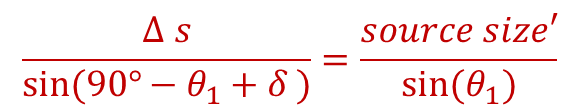 Δ s / sin(90° − θ₁ + δ ) = source size′ / sin(θ₁)